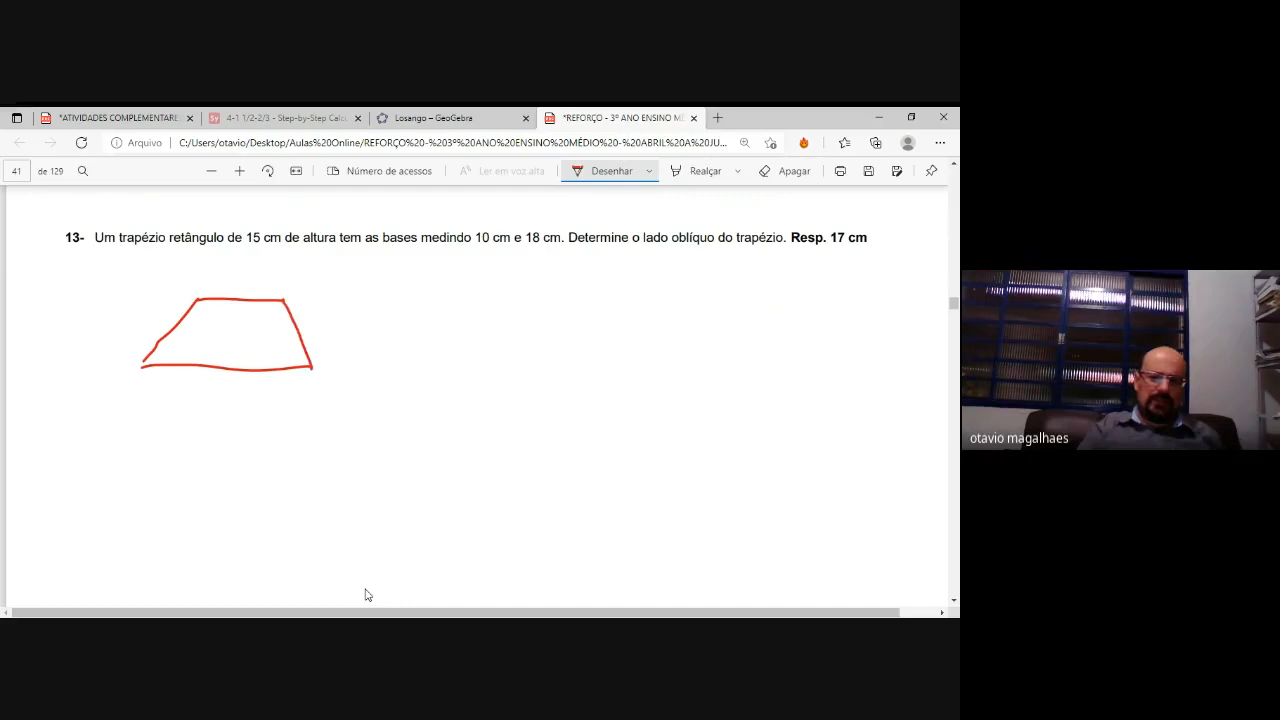 *ATIVIDADES COMPLEMENTARE
4-1 1/2-2/3 - Step-by-Step Calcu
Losango – GeoGebra
*REFORÇO - 3º ANO ENSINO MÉ
Arquivo
C:/Users/otavio/Desktop/Aulas%20Online/REFORÇO%20-%203º%20ANO%20ENSINO%20MÉDIO%20-%20ABRIL%20A%20JU...
41 de 129
Número de acessos
Ler em voz alta
Desenhar
Realçar
Apagar
13- Um trapézio retângulo de 15 cm de altura tem as bases medindo 10 cm e 18 cm. Determine o lado oblíquo do trapézio. Resp. 17 cm
otavio magalhaes